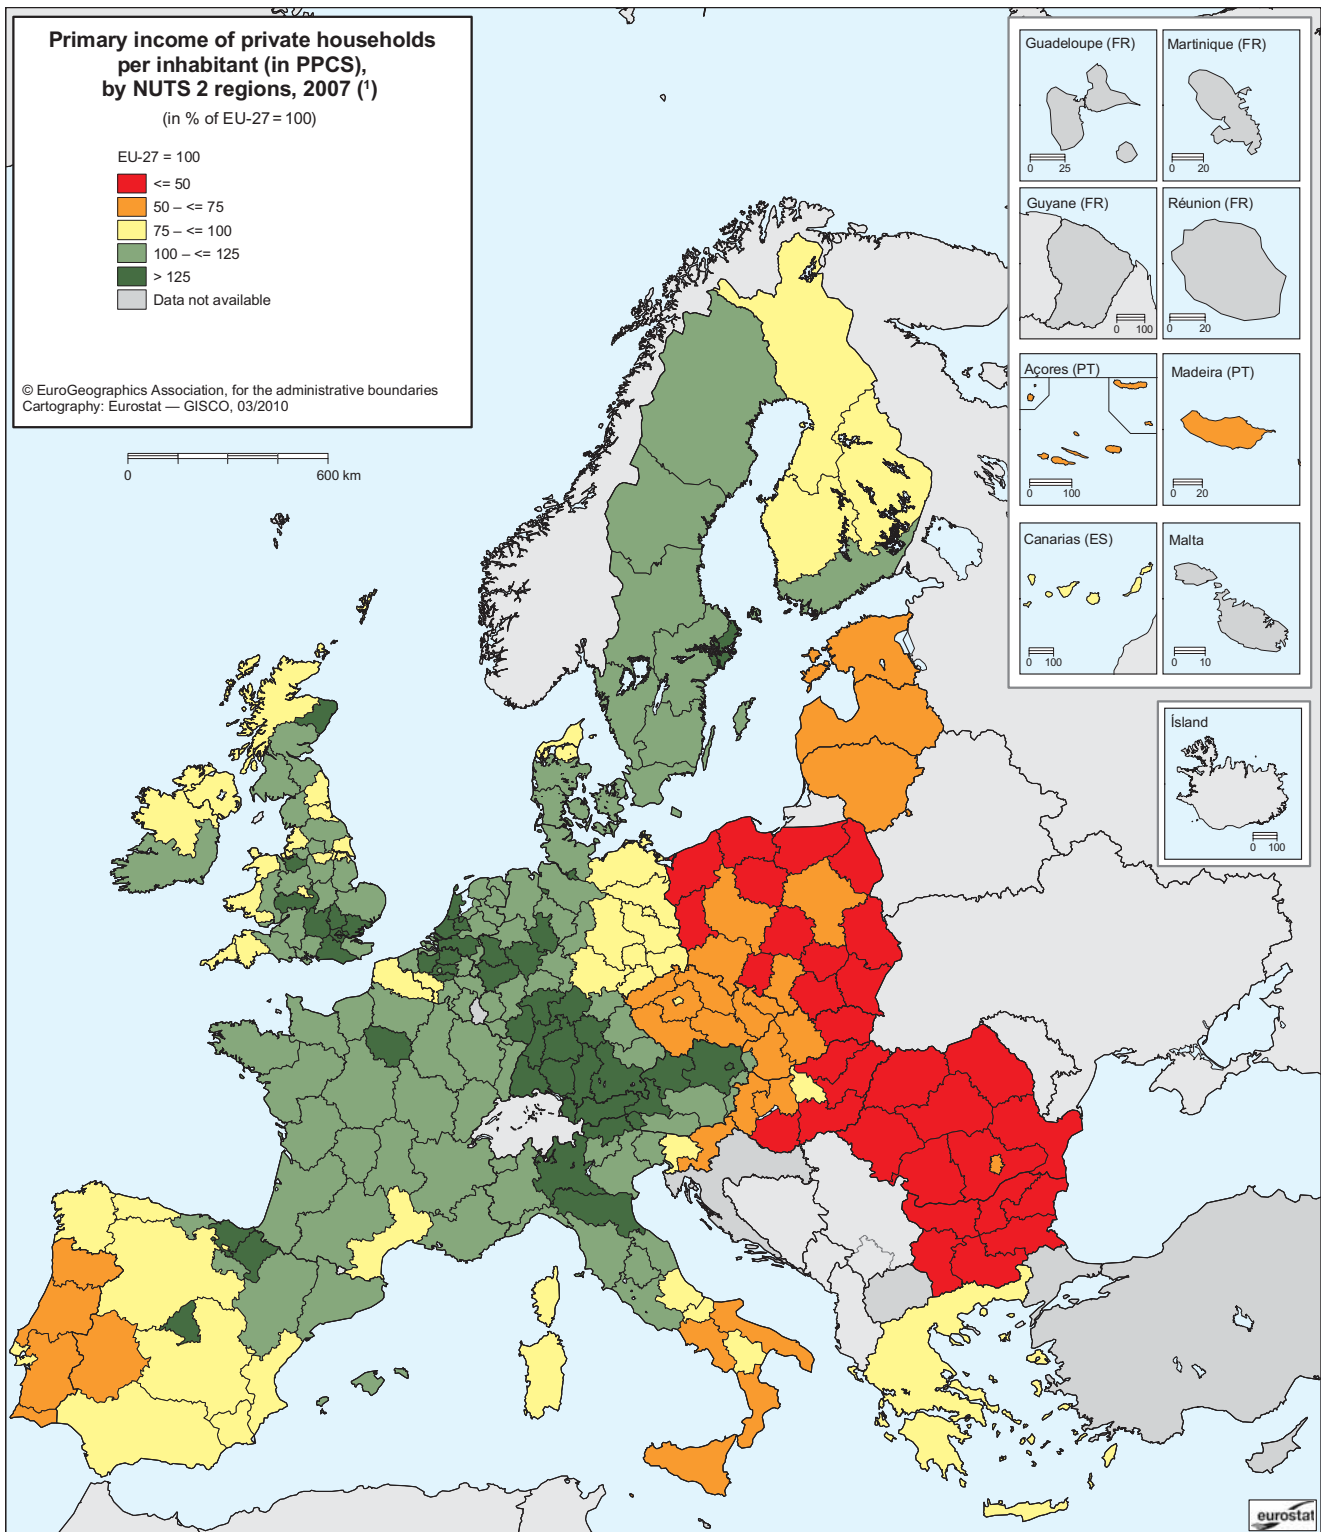 Primary income of private households
per inhabitant (in PPCS),
by NUTS 2 regions, 2007 (¹)
(in % of EU-27 = 100)
EU-27 = 100
<= 50
50 – <= 75
75 – <= 100
100 – <= 125
> 125
Data not available
© EuroGeographics Association, for the administrative boundaries
Cartography: Eurostat — GISCO, 03/2010
0 600 km
Guadeloupe (FR)
0 25
Martinique (FR)
0 20
Guyane (FR)
0 100
Réunion (FR)
0 20
Açores (PT)
0 100
Madeira (PT)
0 20
Canarias (ES)
0 100
Malta
0 10
Ísland
0 100
eurostat